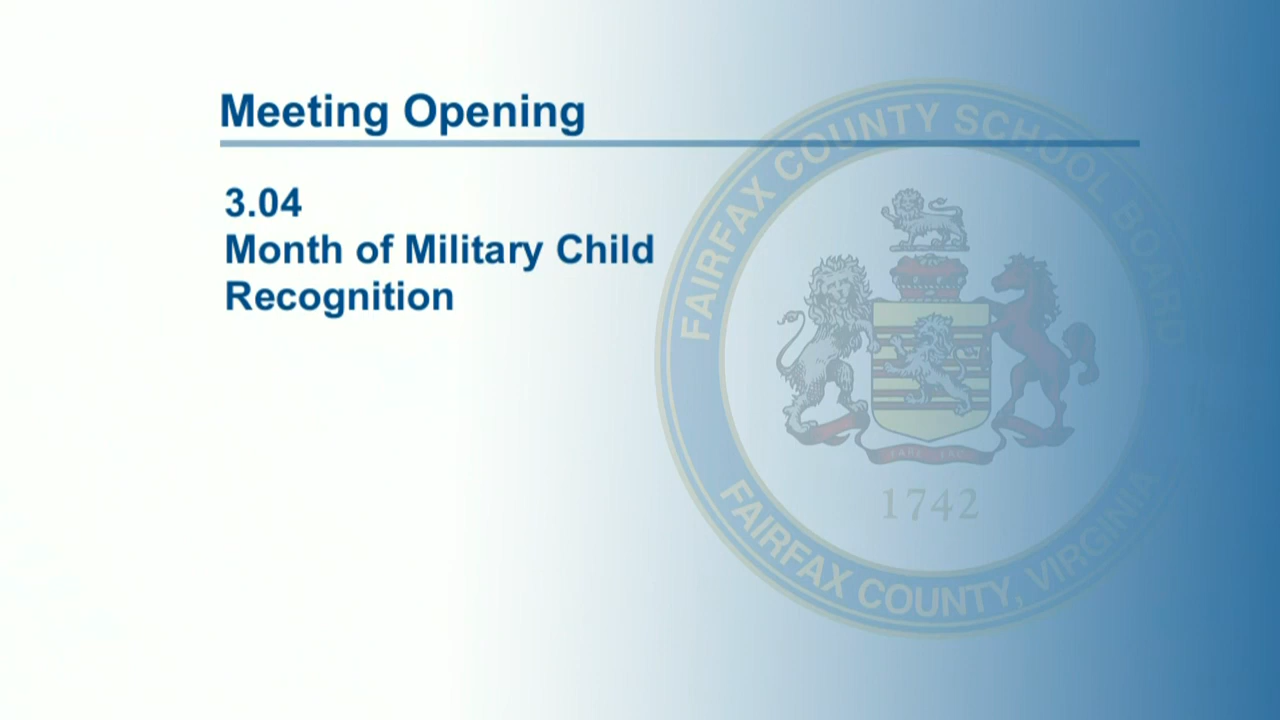 Meeting Opening
3.04
Month of Military Child
Recognition
FAIRFAX COUNTY SCHOOL BOARD
1742
FAIRFAX COUNTY, VIRGINIA